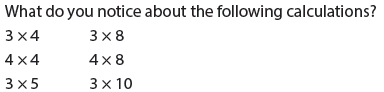 What do you notice about the following calculations?
3 × 4 3 × 8
4 × 4 4 × 8
3 × 5 3 × 10